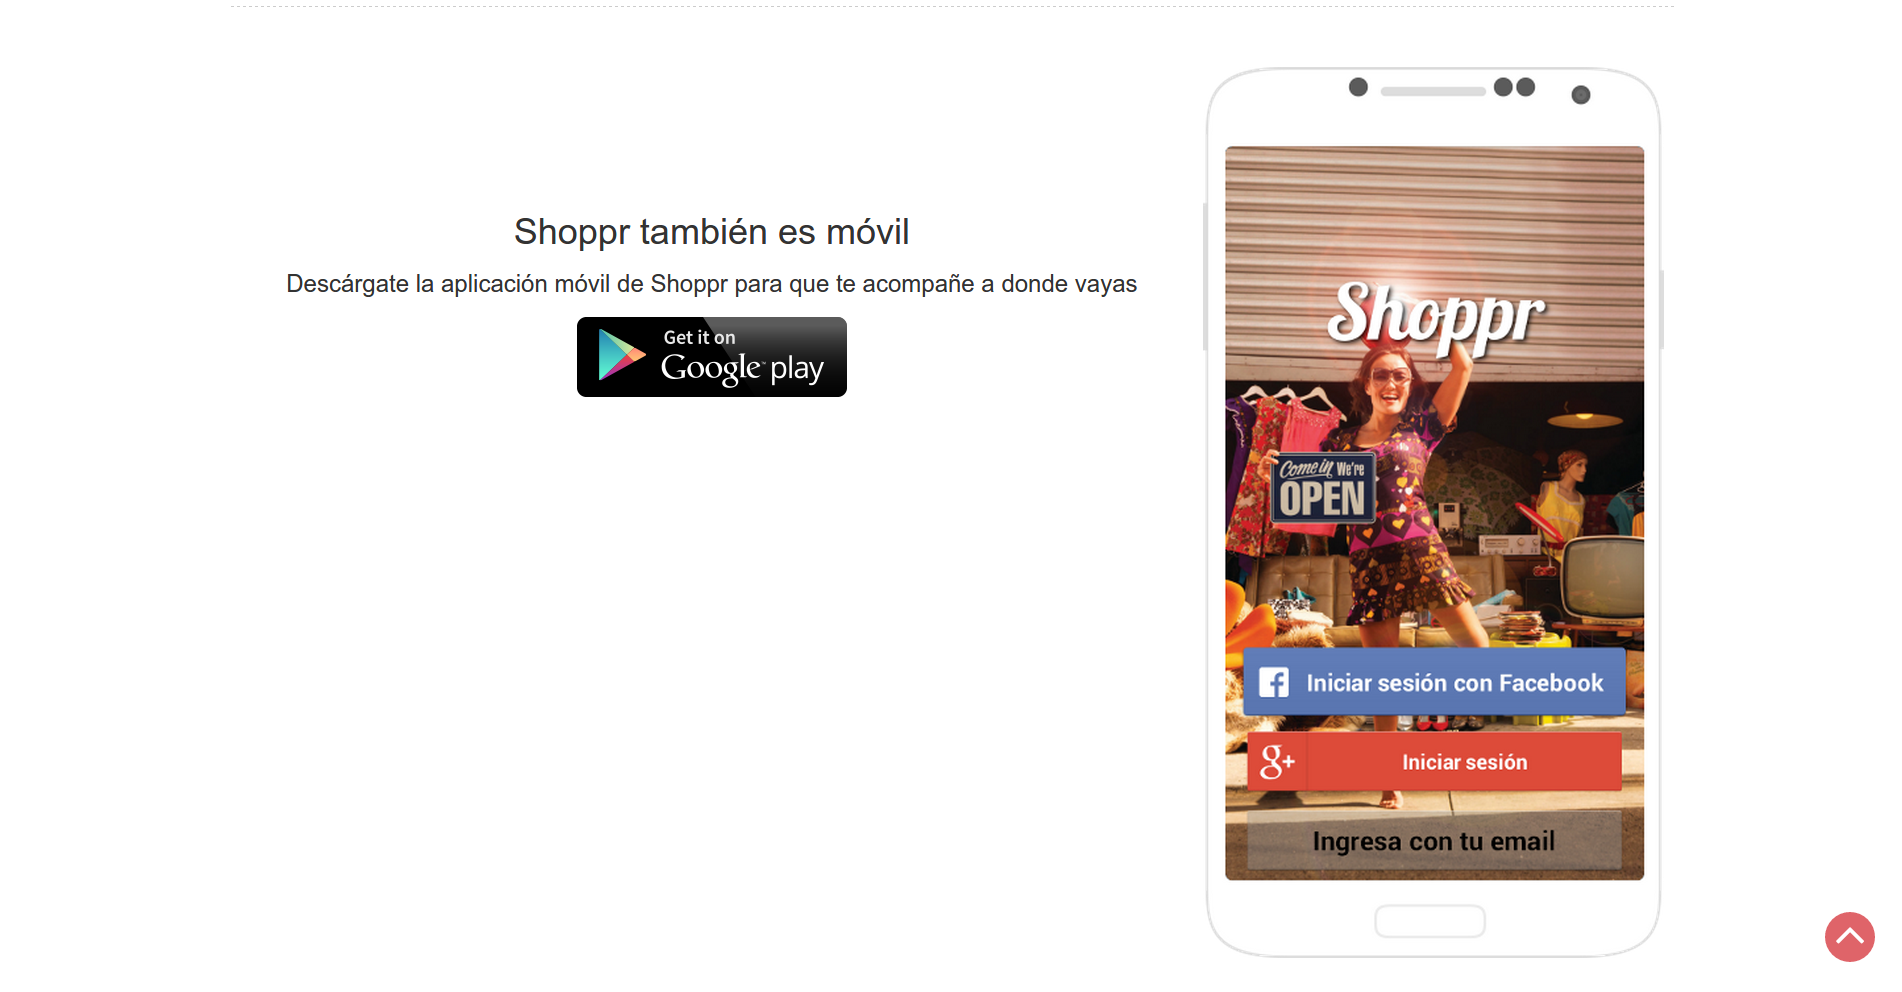 Shoppr también es móvil
Descárgate la aplicación móvil de Shoppr para que te acompañe a donde vayas
Get it on
Google™ play
Shoppr
Come in We're
OPEN
Iniciar sesión con Facebook
g+ Iniciar sesión
Ingresa con tu email